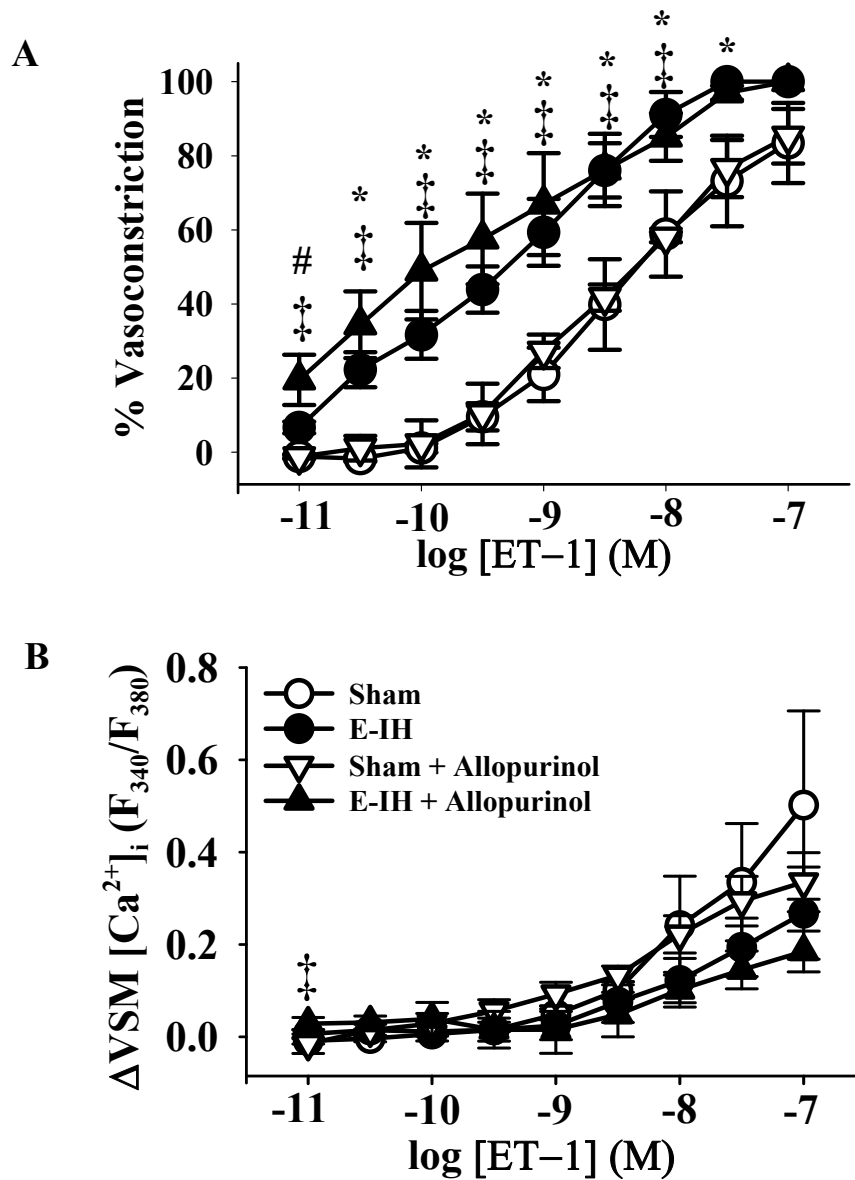 A
% Vasoconstriction
100
80
60
40
20
0
# * * * * * * *
‡ ‡ ‡ ‡ ‡ ‡ ‡
-11 -10 -9 -8 -7
log [ET−1] (M)
B
ΔVSM [Ca²⁺]ᵢ (F₃₄₀/F₃₈₀)
0.8
0.6
0.4
0.2
0.0
Sham
E-IH
Sham + Allopurinol
E-IH + Allopurinol
‡
-11 -10 -9 -8 -7
log [ET−1] (M)